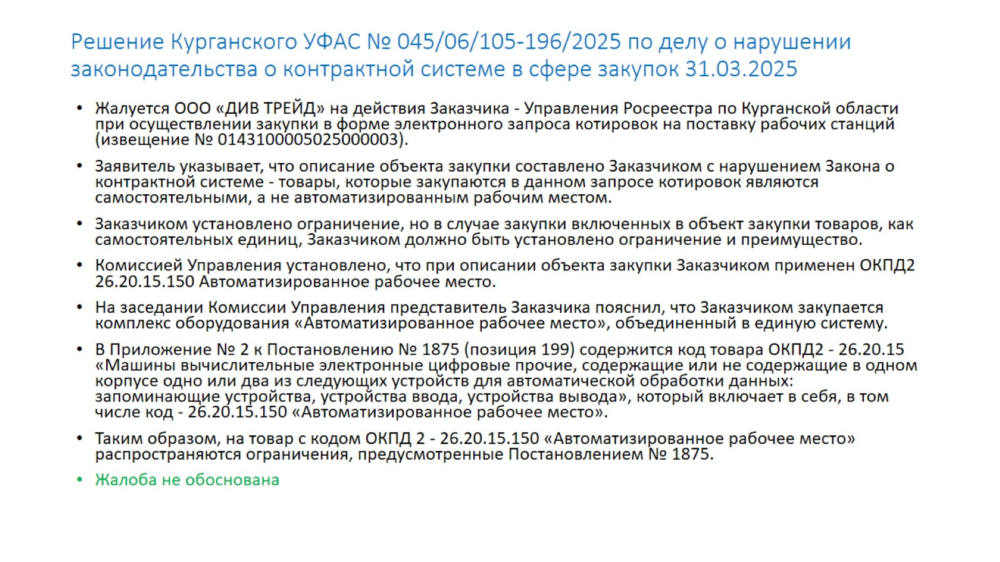 Решение Курганского УФАС № 045/06/105-196/2025 по делу о нарушении
законодательства о контрактной системе в сфере закупок 31.03.2025
• Жалуется ООО «ДИВ ТРЕЙД» на действия Заказчика - Управления Росреестра по Курганской области
при осуществлении закупки в форме электронного запроса котировок на поставку рабочих станций
(извещение № 0143100005025000003).
• Заявитель указывает, что описание объекта закупки составлено Заказчиком с нарушением Закона о
контрактной системе - товары, которые закупаются в данном запросе котировок являются
самостоятельными, а не автоматизированным рабочим местом.
• Заказчиком установлено ограничение, но в случае закупки включенных в объект закупки товаров, как
самостоятельных единиц, Заказчиком должно быть установлено ограничение и преимущество.
• Комиссией Управления установлено, что при описании объекта закупки Заказчиком применен ОКПД2
26.20.15.150 Автоматизированное рабочее место.
• На заседании Комиссии Управления представитель Заказчика пояснил, что Заказчиком закупается
комплекс оборудования «Автоматизированное рабочее место», объединенный в единую систему.
• В Приложение № 2 к Постановлению № 1875 (позиция 199) содержится код товара ОКПД2 - 26.20.15
«Машины вычислительные электронные цифровые прочие, содержащие или не содержащие в одном
корпусе одно или два из следующих устройств для автоматической обработки данных:
запоминающие устройства, устройства ввода, устройства вывода», который включает в себя, в том
числе код - 26.20.15.150 «Автоматизированное рабочее место».
• Таким образом, на товар с кодом ОКПД 2 - 26.20.15.150 «Автоматизированное рабочее место»
распространяются ограничения, предусмотренные Постановлением № 1875.
• Жалоба не обоснована